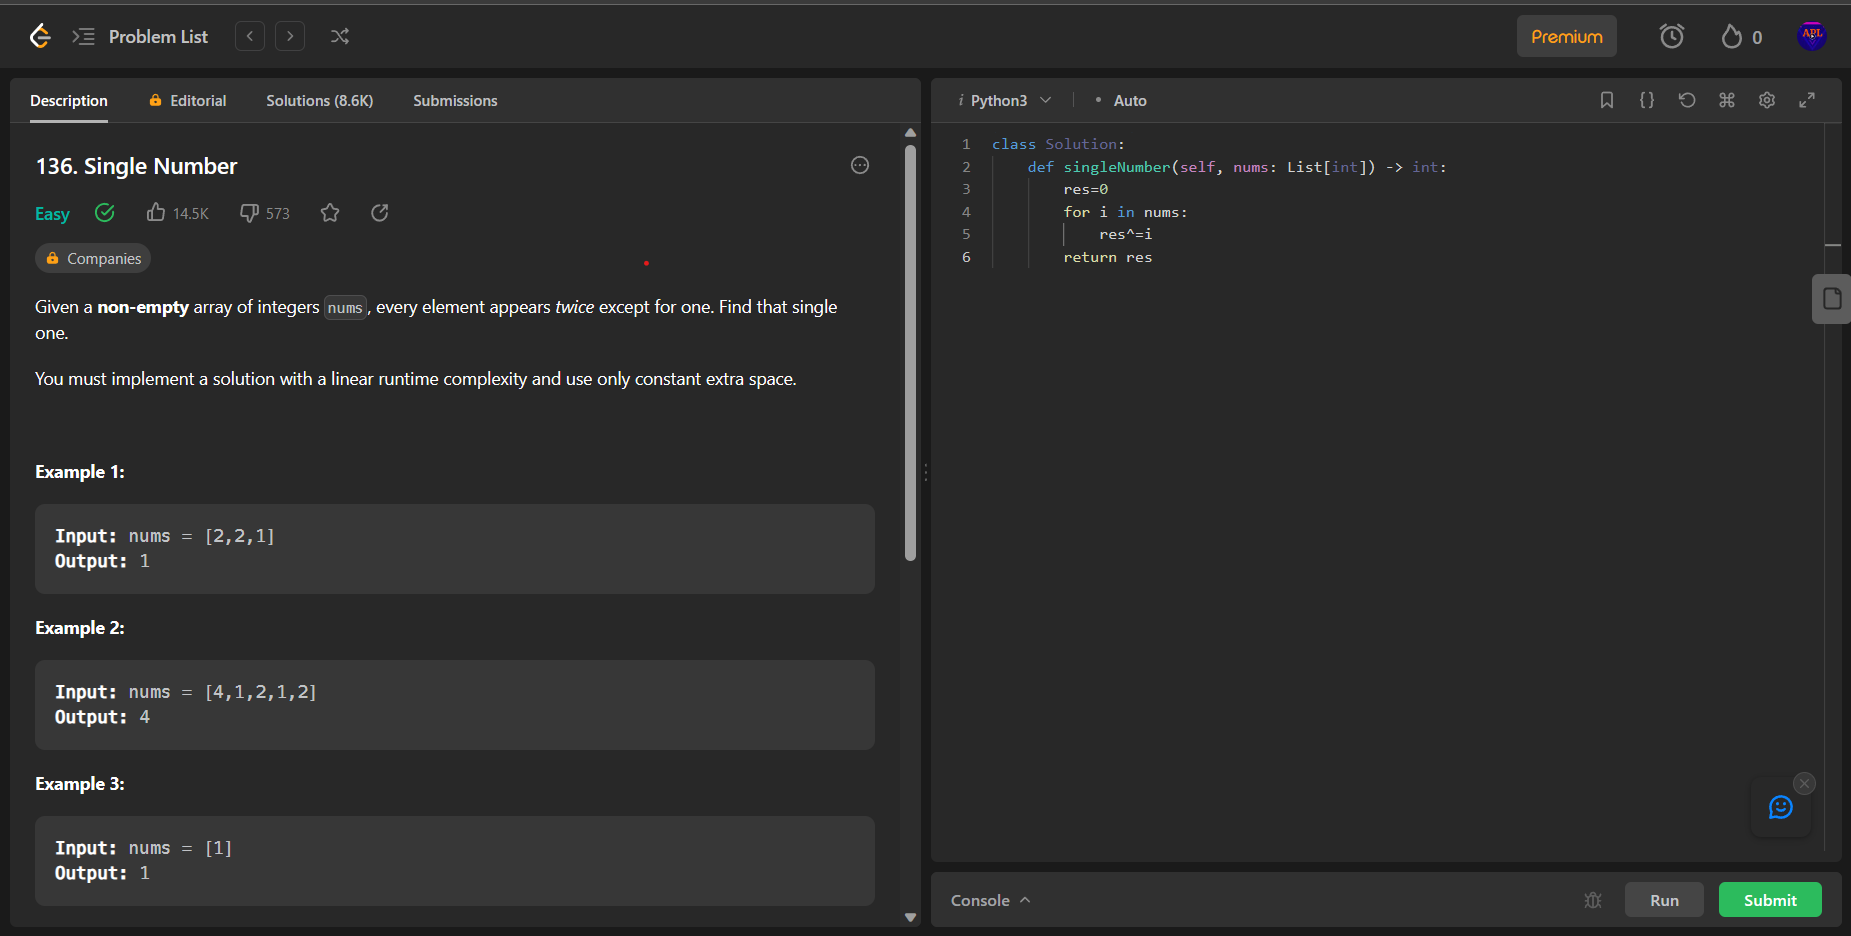 Problem List
Premium
0
APL
Description
Editorial
Solutions (8.6K)
Submissions
136. Single Number
Easy
14.5K
573
Companies
Given a non-empty array of integers nums, every element appears twice except for one. Find that single
one.
You must implement a solution with a linear runtime complexity and use only constant extra space.
Example 1:
Input: nums = [2,2,1]
Output: 1
Example 2:
Input: nums = [4,1,2,1,2]
Output: 4
Example 3:
Input: nums = [1]
Output: 1
i Python3
• Auto
1 class Solution:
2 def singleNumber(self, nums: List[int]) -> int:
3 res=0
4 for i in nums:
5 res^=i
6 return res
Console
Run
Submit